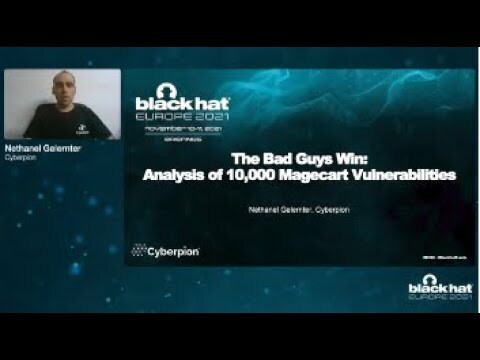 Nethanel Gelernter
Cyberpion
black hat
EUROPE 2021
NOVEMBER 10-11, 2021
BRIEFINGS
The Bad Guys Win:
Analysis of 10,000 Magecart Vulnerabilities
Nethanel Gelernter, Cyberpion
Cyberpion
black hat
EUROPE 2021